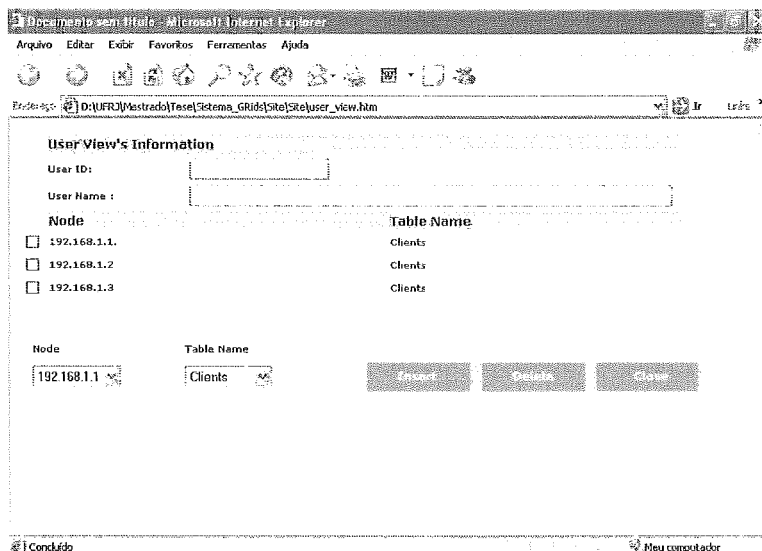 Documento sem título - Microsoft Internet Explorer
Arquivo Editar Exibir Favoritos Ferramentas Ajuda
Endereço D:\UFRJ\Mestrado\Tese\Sistema_GRids\Site\Site\user_view.htm Ir Links
User View's Information
User ID:
User Name :
Node Table Name
192.168.1.1. Clients
192.168.1.2 Clients
192.168.1.3 Clients
Node Table Name
192.168.1.1 Clients Insert Delete Close
Concluído Meu computador